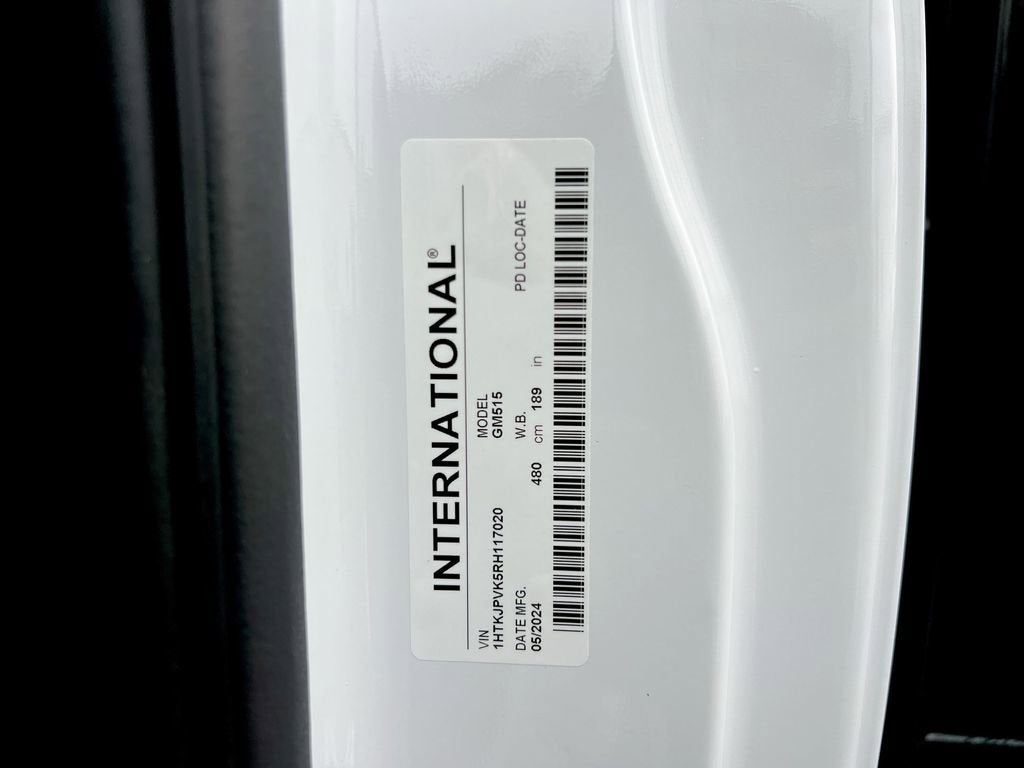 INTERNATIONAL®
VIN MODEL
1HTKJPVK5RH117020 GM515
DATE MFG. W.B. PD LOC-DATE
05/2024 480 cm 189 in